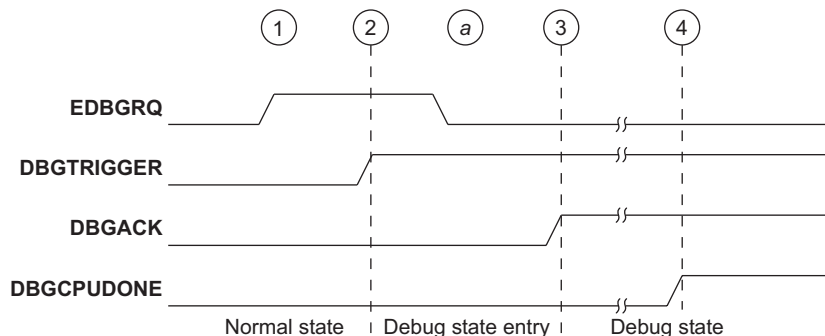 1 2 a 3 4
EDBGRQ
DBGTRIGGER
DBGACK
DBGCPUDONE
Normal state Debug state entry Debug state